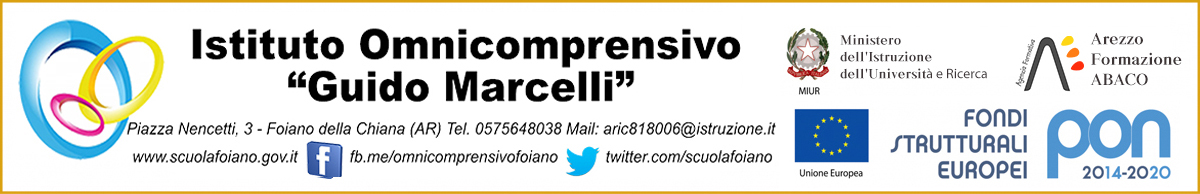 Istituto Omnicomprensivo
“Guido Marcelli”
Piazza Nencetti, 3 - Foiano della Chiana (AR) Tel. 0575648038 Mail: aric818006@istruzione.it
www.scuolafoiano.gov.it
fb.me/omnicomprensivofoiano
twitter.com/scuolafoiano
Ministero
dell'Istruzione
dell'Università e Ricerca
MIUR
Agenzia Formativa
Arezzo
Formazione
ABACO
Unione Europea
FONDI
STRUTTURALI
EUROPEI
pon
2014-2020